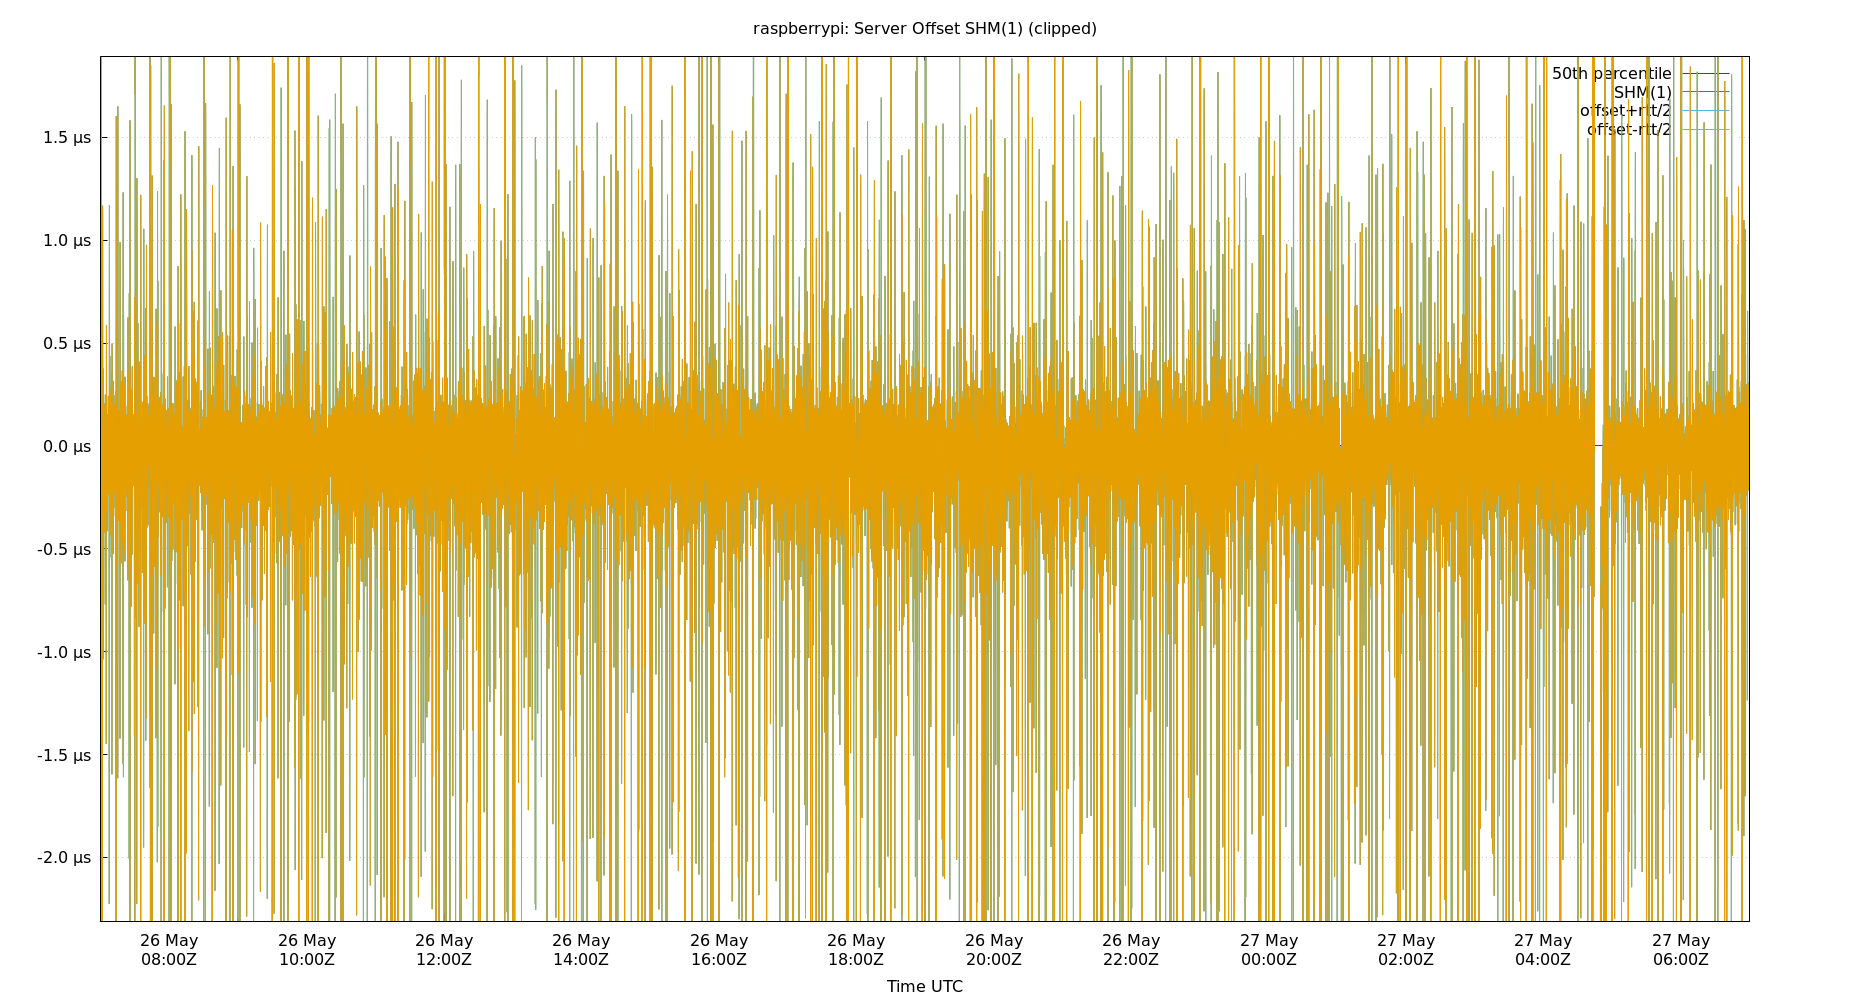 raspberrypi: Server Offset SHM(1) (clipped)
50th percentile
SHM(1)
offset+rtt/2
offset-rtt/2
1.5 µs
1.0 µs
0.5 µs
0.0 µs
-0.5 µs
-1.0 µs
-1.5 µs
-2.0 µs
26 May 26 May 26 May 26 May 26 May 26 May 26 May 26 May 27 May 27 May 27 May 27 May
08:00Z 10:00Z 12:00Z 14:00Z 16:00Z 18:00Z 20:00Z 22:00Z 00:00Z 02:00Z 04:00Z 06:00Z
Time UTC